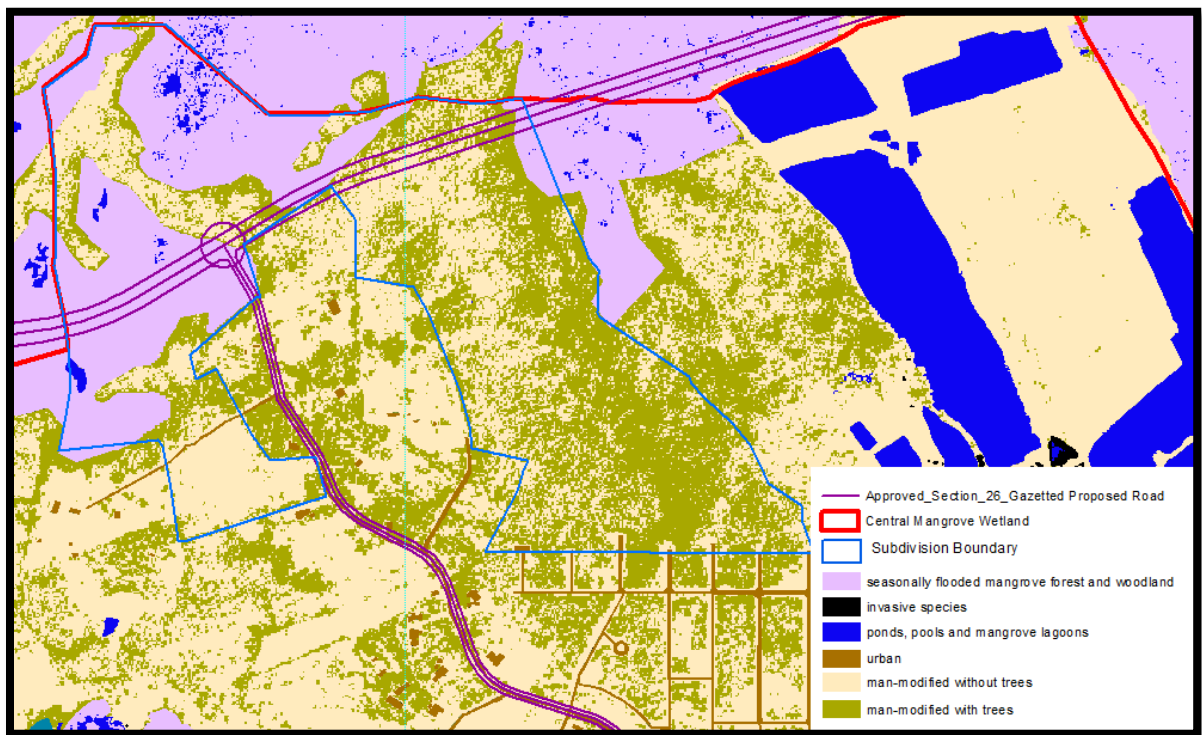 Approved_Section_26_Gazetted Proposed Road
Central Mangrove Wetland
Subdivision Boundary
seasonally flooded mangrove forest and woodland
invasive species
ponds, pools and mangrove lagoons
urban
man-modified without trees
man-modified with trees